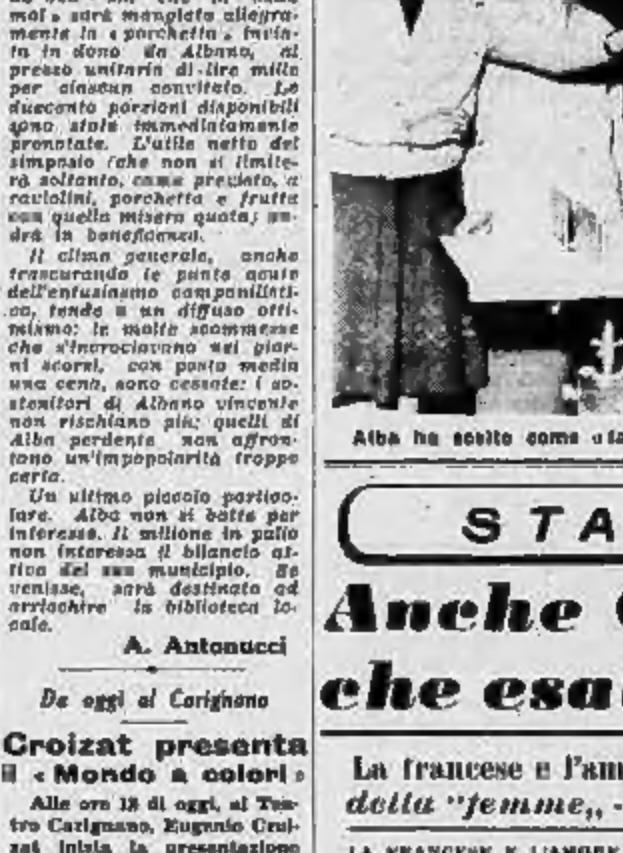 mol » sarà mangiata allegra-
mente la « porchetta » invia-
ta in dono da Albano, al
prezzo unitario di lire mille
per ciascun convitato. Le
duecento porzioni disponibili
sono state immediatamente
prenotate. L'utile netto del
simposio (che non si limite-
rà soltanto, come previsto, a
raviolini, porchetta e frutta
con quella misera quota) an-
drà in beneficenza.
Il clima generale, anche
trascurando le punte acute
dell'entusiasmo campanilisti-
co, tende a un diffuso otti-
mismo: le molte scommesse
che s'incrociavano nei gior-
ni scorsi, con posta media
una cena, sono cessate: i so-
stenitori di Albano vincente
non rischiano più; quelli di
Alba perdente non affron-
tano un'impopolarità troppo
certa.
Un ultimo piccolo partico-
lare. Alba non si batte per
interesse. Il milione in palio
non interessa il bilancio at-
tivo del suo municipio. Se
venisse, sarà destinato ad
arricchire la biblioteca lo-
cale.
A. Antonucci
Da oggi al Carignano
Croizat presenta
il « Mondo a colori »
Alle ore 18 di oggi, al Tea-
tro Carignano, Eugenio Croi-
zat inizia la presentazione
Alba ha scelto come « la
STA
Anche
che esa
La francese e l'am
della "femme„ -
LA FRANCESE E L'AMORE